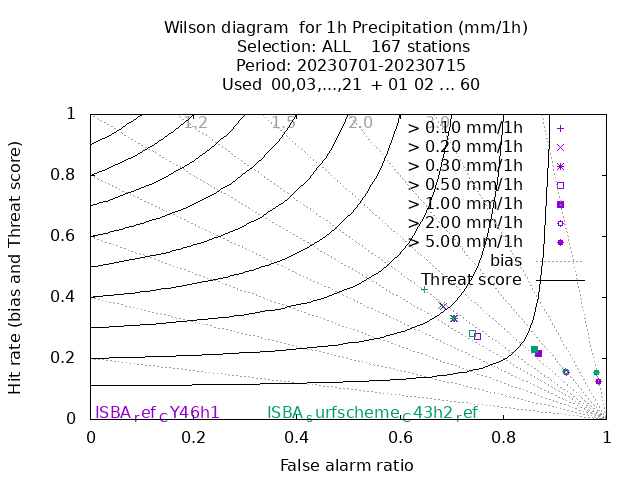 Wilson diagram  for 1h Precipitation (mm/1h)
Selection: ALL    167 stations
Period: 20230701-20230715
Used  00,03,...,21  + 01 02 ... 60
1
0.8
0.6
0.4
0.2
0
0
0.2
0.4
0.6
0.8
1
1.2
1.5
2.0
3.0
> 0.10 mm/1h
> 0.20 mm/1h
> 0.30 mm/1h
> 0.50 mm/1h
> 1.00 mm/1h
> 2.00 mm/1h
> 5.00 mm/1h
bias
Threat score
Hit rate (bias and Threat score)
ISBA_ref_CY46h1
ISBA_surfscheme_C43h2_ref
False alarm ratio